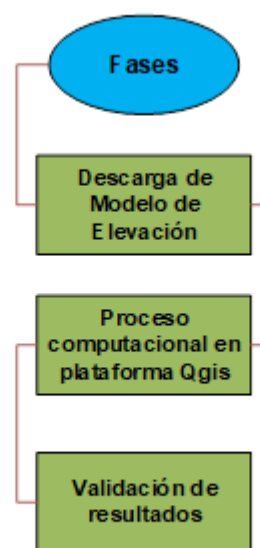 Fases
Descarga de
Modelo de
Elevación
Proceso
computacional en
plataforma Qgis
Validación de
resultados